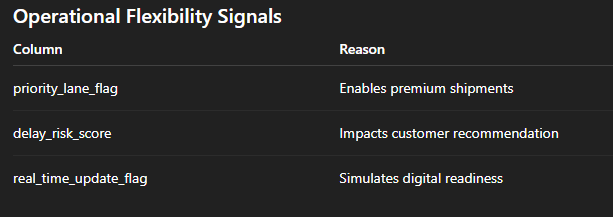 Operational Flexibility Signals
Column Reason
priority_lane_flag Enables premium shipments
delay_risk_score Impacts customer recommendation
real_time_update_flag Simulates digital readiness